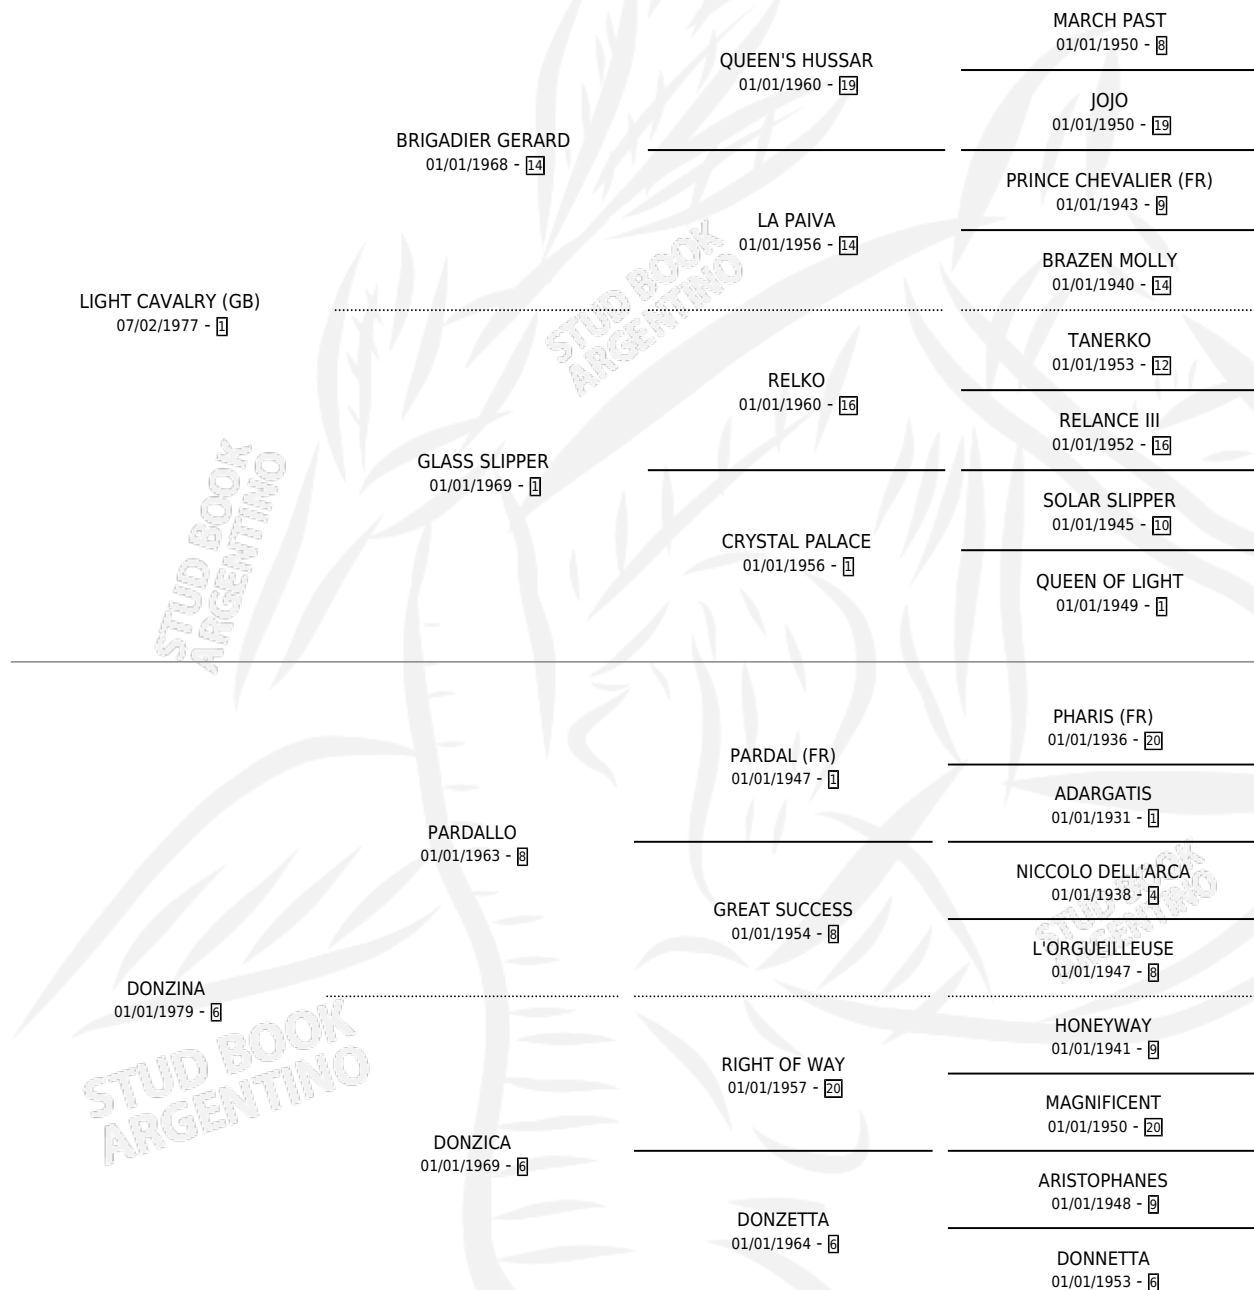 MARCH PAST
01/01/1950 - 8
QUEEN'S HUSSAR
01/01/1960 - 19
JOJO
01/01/1950 - 19
BRIGADIER GERARD
01/01/1968 - 14
PRINCE CHEVALIER (FR)
01/01/1943 - 9
LA PAIVA
01/01/1956 - 14
BRAZEN MOLLY
01/01/1940 - 14
LIGHT CAVALRY (GB)
07/02/1977 - 1
TANERKO
01/01/1953 - 12
RELKO
01/01/1960 - 16
RELANCE III
01/01/1952 - 16
GLASS SLIPPER
01/01/1969 - 1
SOLAR SLIPPER
01/01/1945 - 10
CRYSTAL PALACE
01/01/1956 - 1
QUEEN OF LIGHT
01/01/1949 - 1
PHARIS (FR)
01/01/1936 - 20
PARDAL (FR)
01/01/1947 - 1
ADARGATIS
01/01/1931 - 1
PARDALLO
01/01/1963 - 8
NICCOLO DELL'ARCA
01/01/1938 - 4
GREAT SUCCESS
01/01/1954 - 8
L'ORGUEILLEUSE
01/01/1947 - 8
DONZINA
01/01/1979 - 6
HONEYWAY
01/01/1941 - 9
RIGHT OF WAY
01/01/1957 - 20
MAGNIFICENT
01/01/1950 - 20
DONZICA
01/01/1969 - 6
ARISTOPHANES
01/01/1948 - 9
DONZETTA
01/01/1964 - 6
DONNETTA
01/01/1953 - 6
STUD BOOK
ARGENTINO
STUD BOOK
ARGENTINO
STUD BOOK
ARGENTINO
STUD BOOK
ARGENTINO